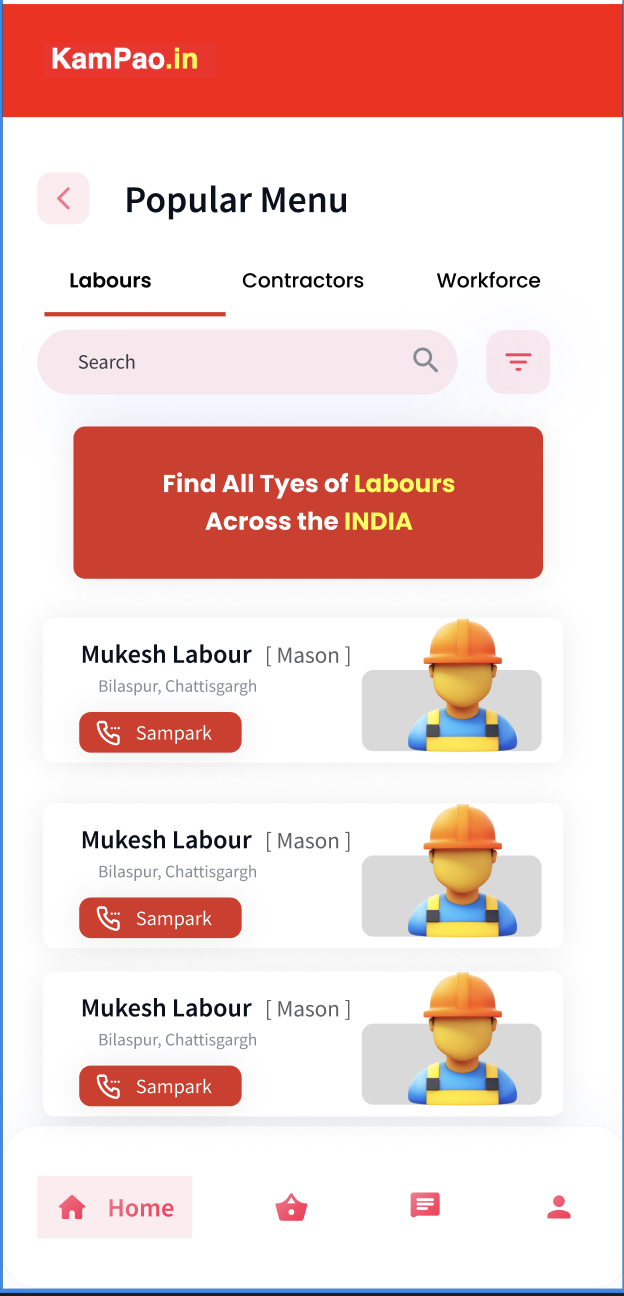 KamPao.in
Popular Menu
Labours Contractors Workforce
Search
Find All Tyes of Labours
Across the INDIA
Mukesh Labour [ Mason ]
Bilaspur, Chattisgargh
Sampark
Mukesh Labour [ Mason ]
Bilaspur, Chattisgargh
Sampark
Mukesh Labour [ Mason ]
Bilaspur, Chattisgargh
Sampark
Home